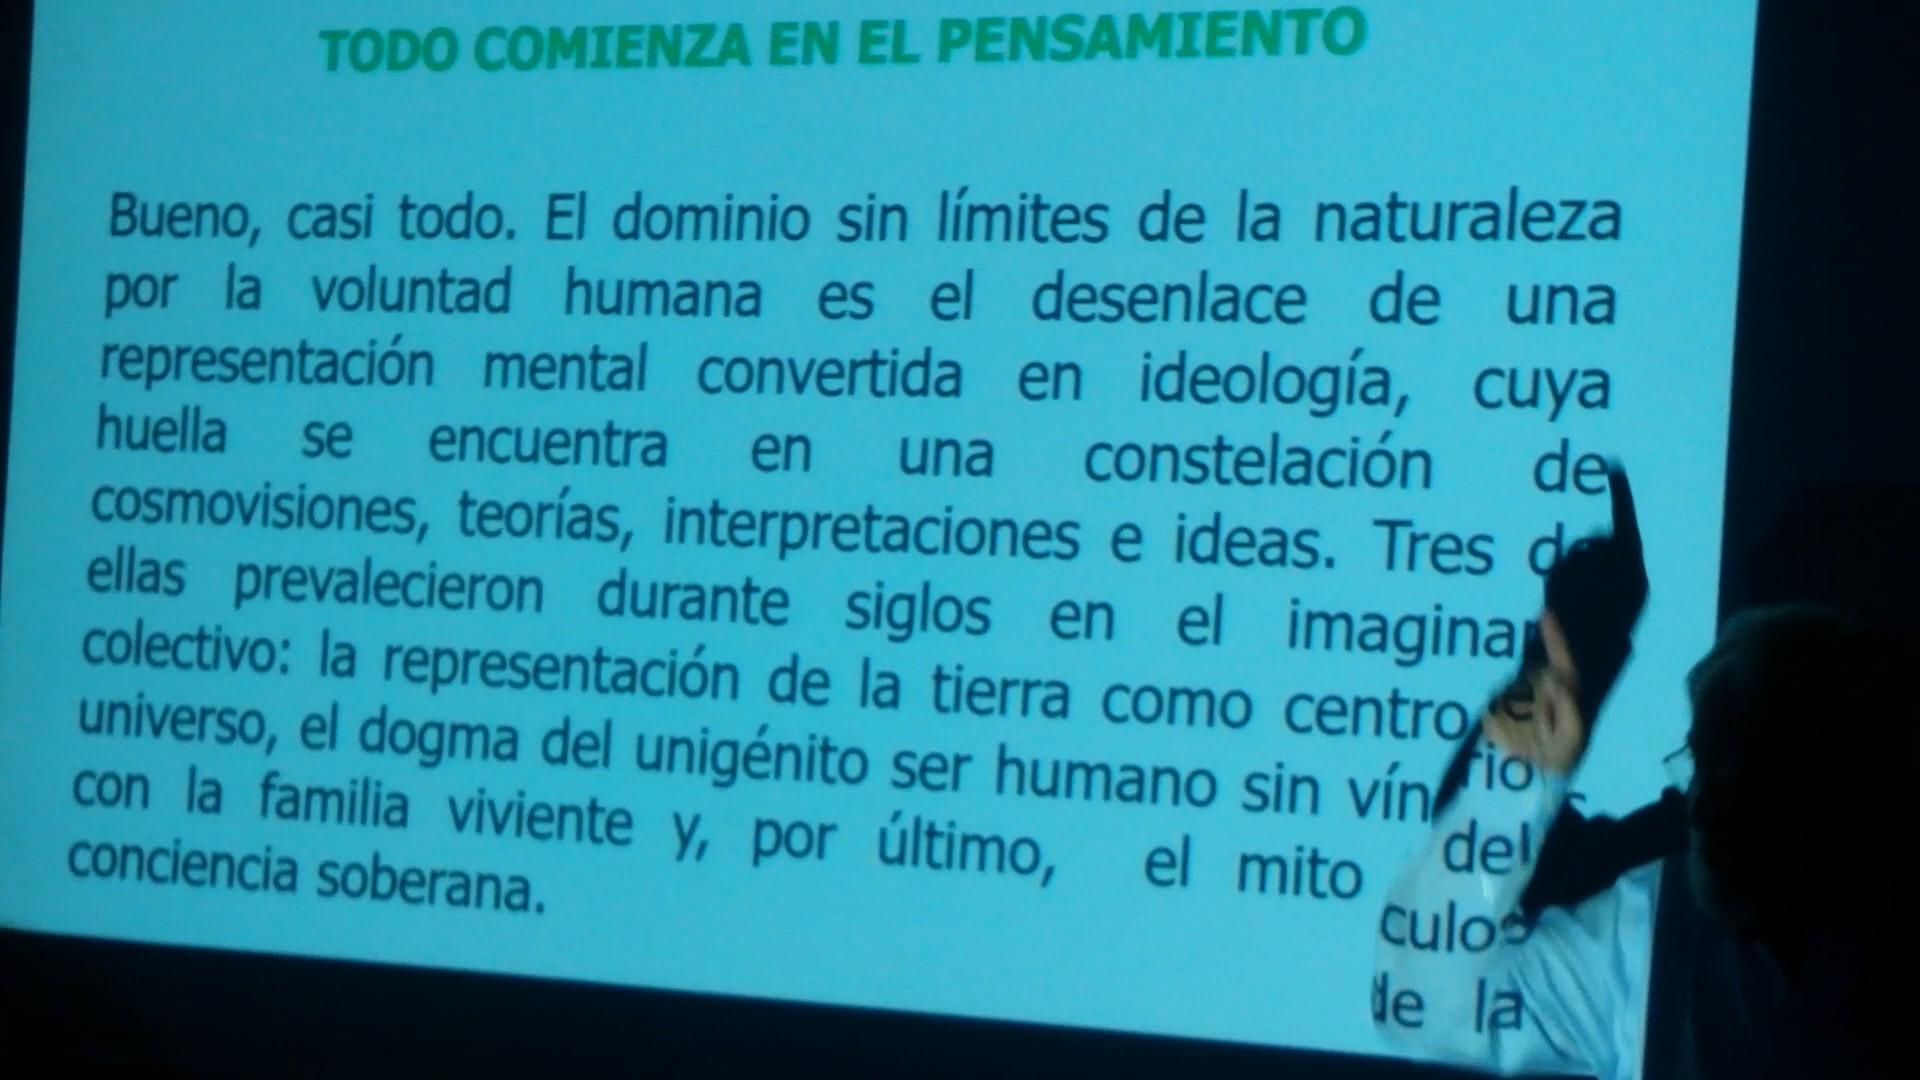 TODO COMIENZA EN EL PENSAMIENTO
Bueno, casi todo. El dominio sin límites de la naturaleza
por la voluntad humana es el desenlace de una
representación mental convertida en ideología, cuya
huella se encuentra en una constelación de
cosmovisiones, teorías, interpretaciones e ideas. Tres de
ellas prevalecieron durante siglos en el imaginario
colectivo: la representación de la tierra como centro del
universo, el dogma del unigénito ser humano sin vínculos
con la familia viviente y, por último, el mito de la
conciencia soberana.